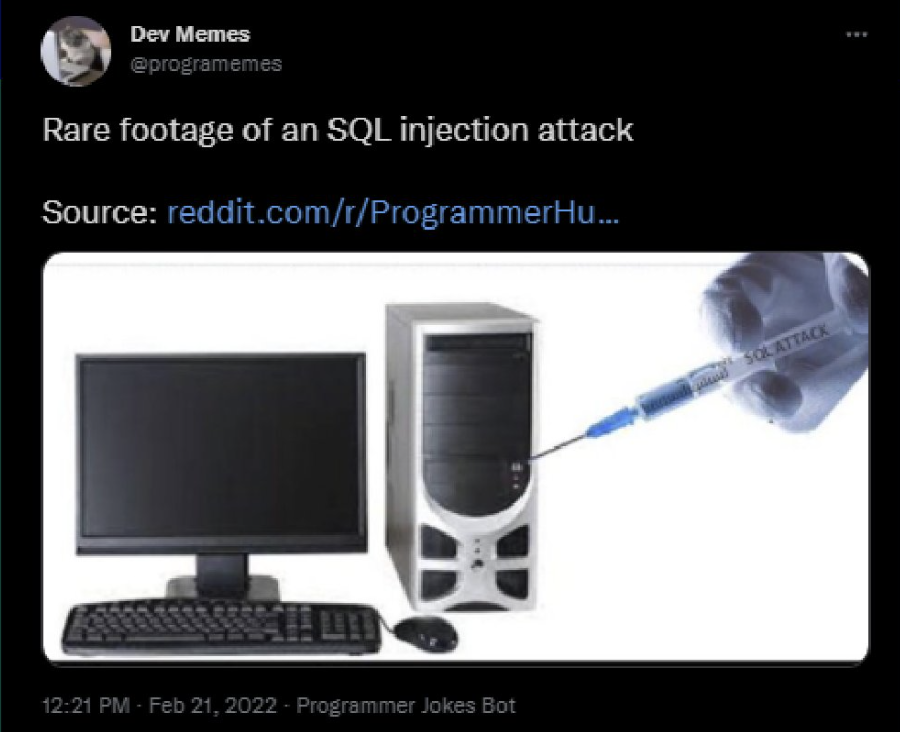 Dev Memes
@programemes
Rare footage of an SQL injection attack
Source: reddit.com/r/ProgrammerHu...
SQL ATTACK
12:21 PM · Feb 21, 2022 · Programmer Jokes Bot